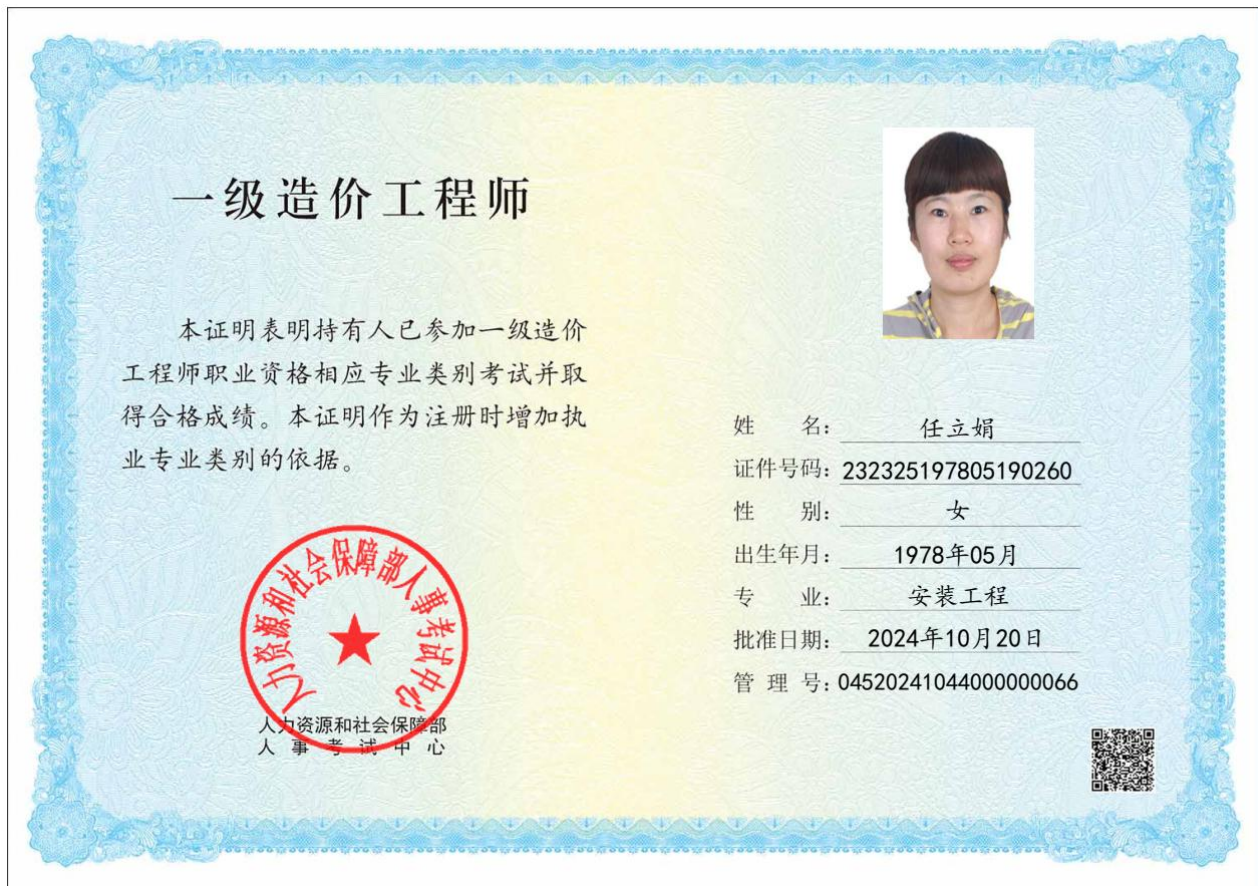 一级造价工程师
本证明表明持有人已参加一级造价
工程师职业资格相应专业类别考试并取
得合格成绩。本证明作为注册时增加执
业专业类别的依据。
人力资源和社会保障部人事考试中心
人力资源和社会保障部
人事考试中心
姓 名：任立娟
证件号码：232325197805190260
性 别：女
出生年月：1978年05月
专 业：安装工程
批准日期：2024年10月20日
管 理 号：04520241044000000066